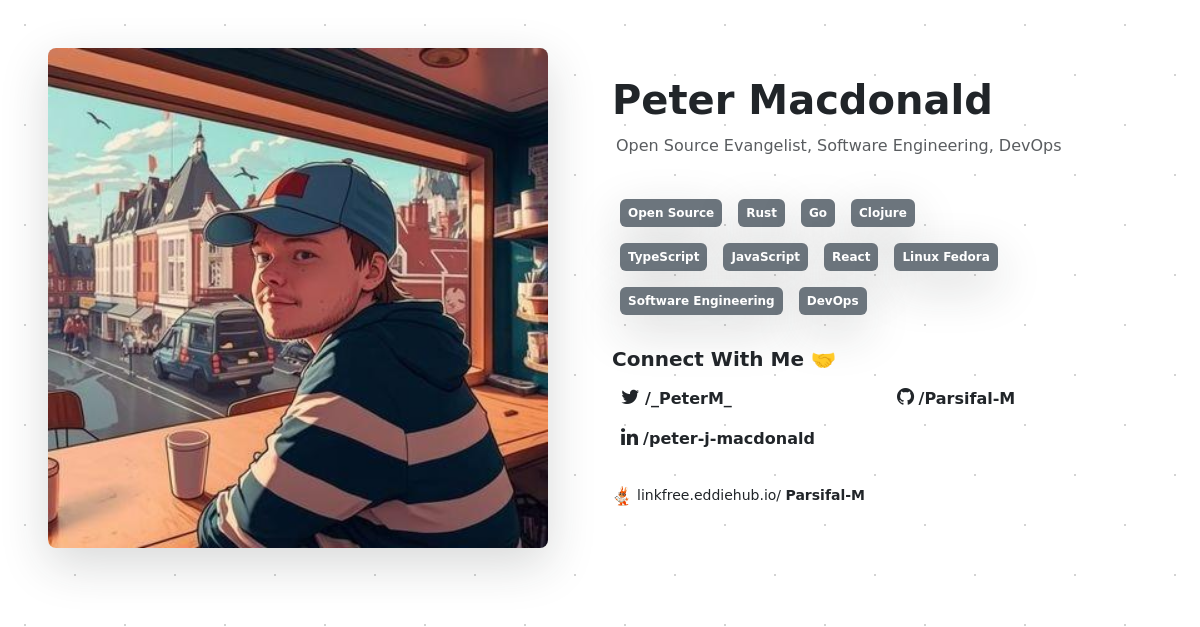 Peter Macdonald
Open Source Evangelist, Software Engineering, DevOps
Open Source Rust Go Clojure
TypeScript JavaScript React Linux Fedora
Software Engineering DevOps
Connect With Me 🤝
/_PeterM_ /Parsifal-M
in /peter-j-macdonald
linkfree.eddiehub.io/ Parsifal-M